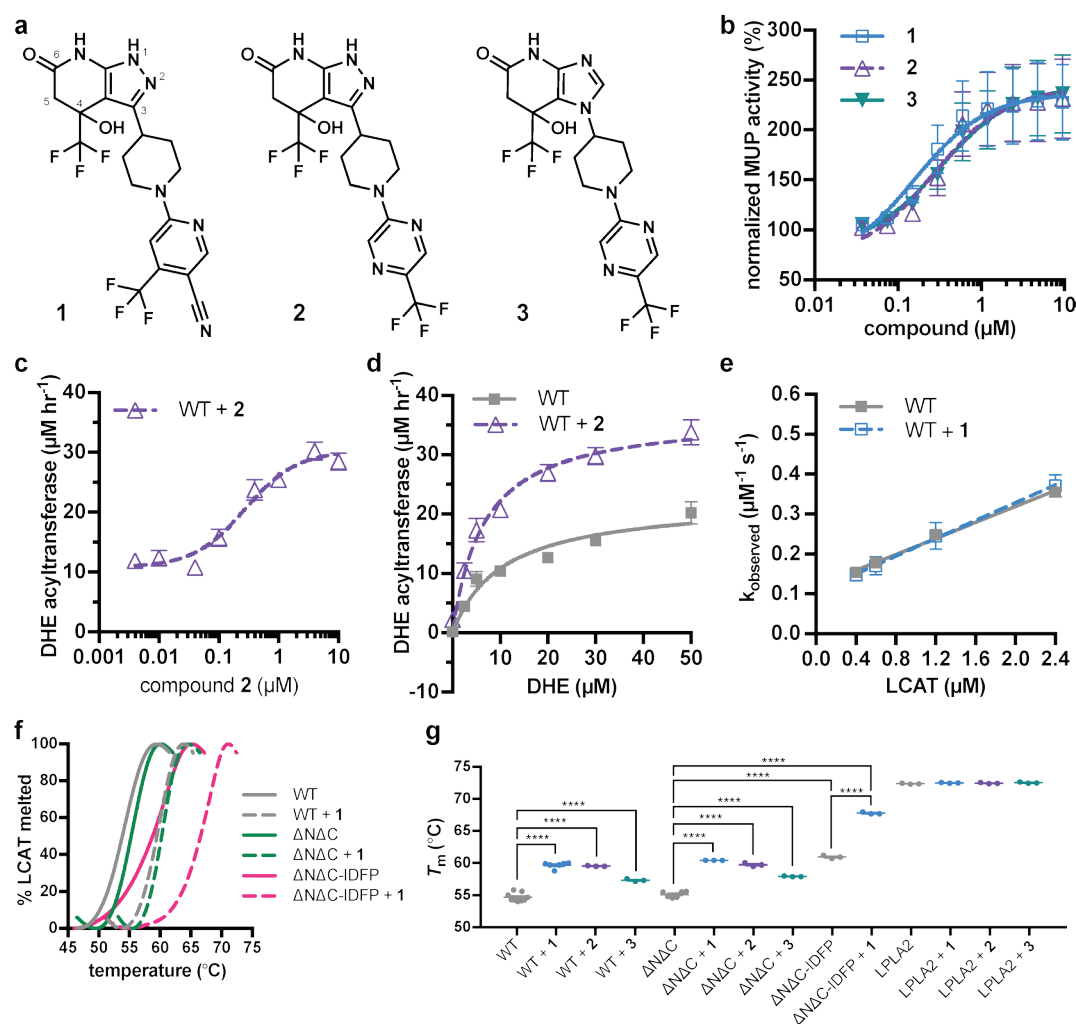 a
O
6
NH
NH
1
N
2
3
4
5
OH
F
F
F
N
N
F
F
F
N
1
O
NH
NH
N
OH
F
F
F
N
N
N
F
F
F
2
O
NH
N
N
OH
F
F
F
N
N
N
F
F
F
3
b
normalized MUP activity (%)
300
250
200
150
100
50
0.01
0.1
1
10
compound (µM)
1
2
3
c
DHE acyltransferase (µM hr⁻¹)
40
30
20
10
0
0.001
0.01
0.1
1
10
compound 2 (µM)
WT + 2
d
DHE acyltransferase (µM hr⁻¹)
40
30
20
10
0
-10
0
10
20
30
40
50
DHE (µM)
WT
WT + 2
e
kobserved (µM⁻¹ s⁻¹)
0.6
0.5
0.4
0.3
0.2
0.1
0.0
0.0
0.4
0.8
1.2
1.6
2.0
2.4
LCAT (µM)
WT
WT + 1
f
% LCAT melted
100
80
60
40
20
0
45
50
55
60
65
70
75
temperature (°C)
WT
WT + 1
ΔNΔC
ΔNΔC + 1
ΔNΔC-IDFP
ΔNΔC-IDFP + 1
g
Tm (°C)
75
70
65
60
55
50
****
****
****
****
****
****
****
****
****
WT
WT + 1
WT + 2
WT + 3
ΔNΔC
ΔNΔC + 1
ΔNΔC + 2
ΔNΔC + 3
ΔNΔC-IDFP
ΔNΔC-IDFP + 1
LPLA2
LPLA2 + 1
LPLA2 + 2
LPLA2 + 3